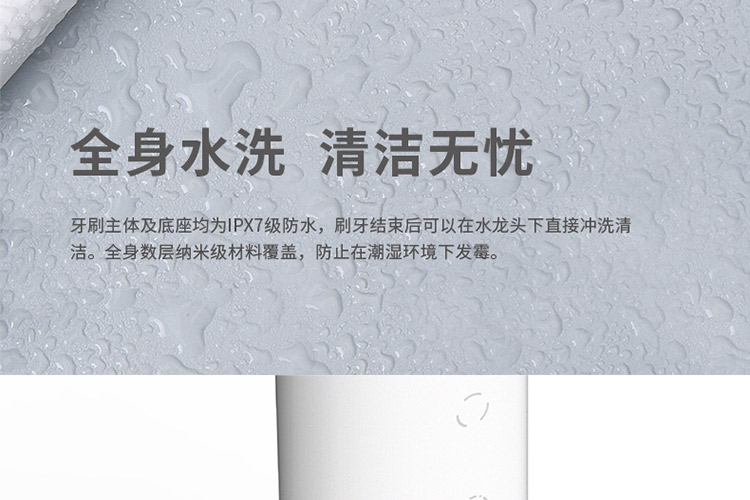 全身水洗 清洁无忧
牙刷主体及底座均为IPX7级防水，刷牙结束后可以在水龙头下直接冲洗清
洁。全身数层纳米级材料覆盖，防止在潮湿环境下发霉。